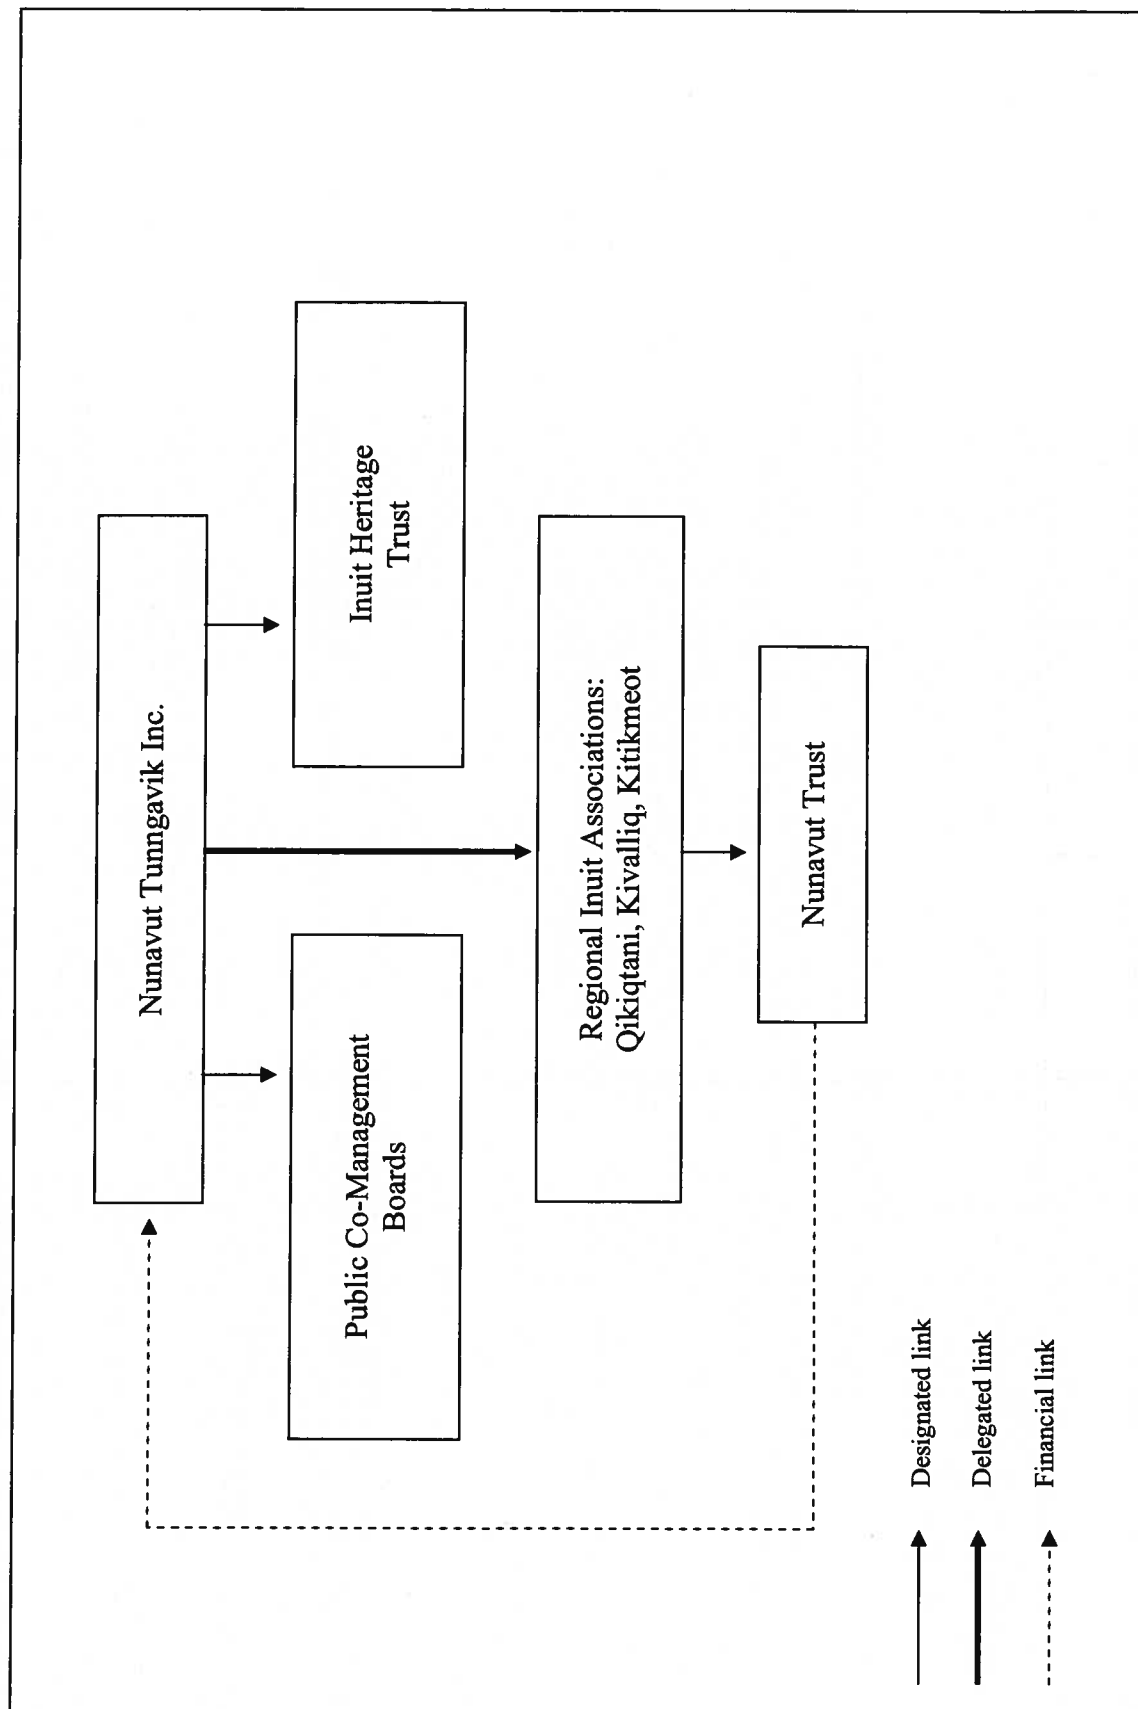 Nunavut Tunngavik Inc.
Public Co-Management
Boards
Inuit Heritage
Trust
Regional Inuit Associations:
Qikiqtani, Kivalliq, Kitikmeot
Nunavut Trust
Designated link
Delegated link
Financial link